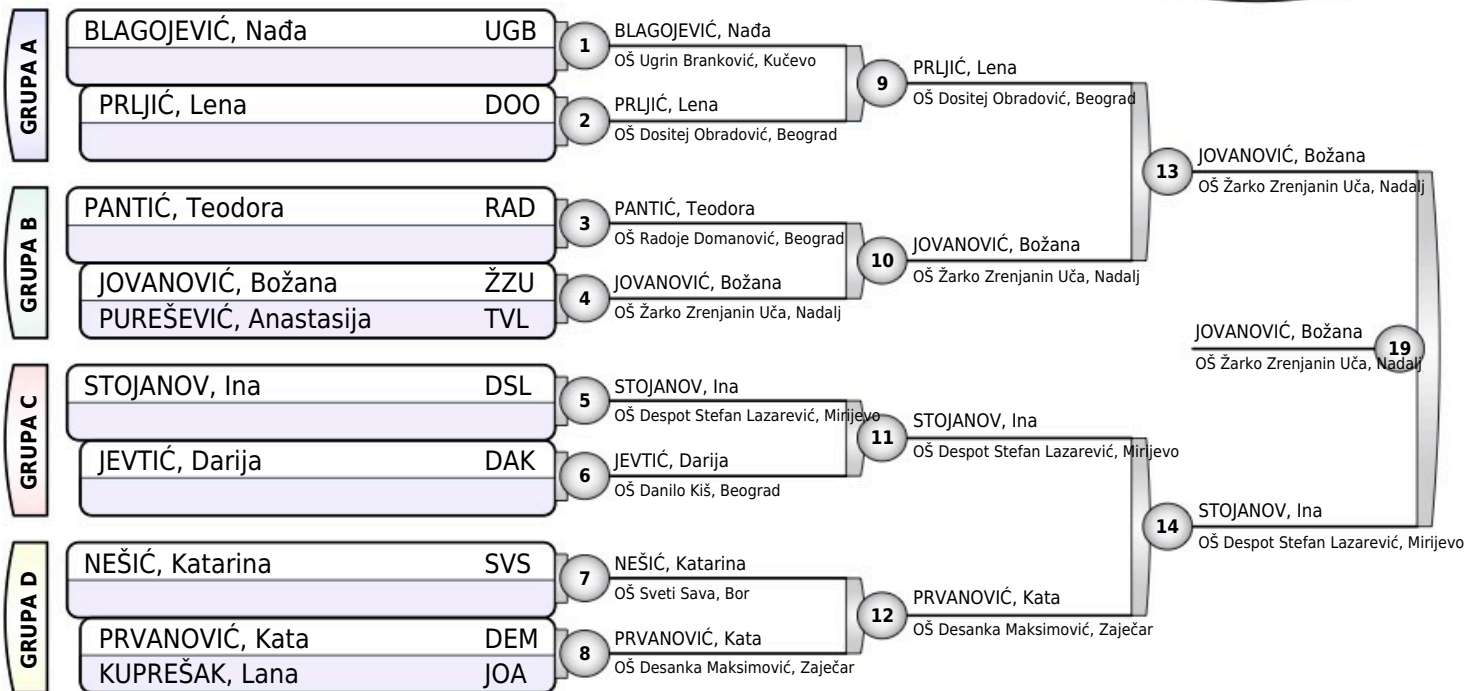 GRUPA A
BLAGOJEVIĆ, Nađa UGB
PRLJIĆ, Lena DOO
GRUPA B
PANTIĆ, Teodora RAD
JOVANOVIĆ, Božana ŽZU
PUREŠEVIĆ, Anastasija TVL
GRUPA C
STOJANOV, Ina DSL
JEVTIĆ, Darija DAK
GRUPA D
NEŠIĆ, Katarina SVS
PRVANOVIĆ, Kata DEM
KUPREŠAK, Lana JOA
1
BLAGOJEVIĆ, Nađa
OŠ Ugrin Branković, Kučevo
2
PRLJIĆ, Lena
OŠ Dositej Obradović, Beograd
3
PANTIĆ, Teodora
OŠ Radoje Domanović, Beograd
4
JOVANOVIĆ, Božana
OŠ Žarko Zrenjanin Uča, Nadalj
5
STOJANOV, Ina
OŠ Despot Stefan Lazarević, Mirijevo
6
JEVTIĆ, Darija
OŠ Danilo Kiš, Beograd
7
NEŠIĆ, Katarina
OŠ Sveti Sava, Bor
8
PRVANOVIĆ, Kata
OŠ Desanka Maksimović, Zaječar
9
PRLJIĆ, Lena
OŠ Dositej Obradović, Beograd
10
JOVANOVIĆ, Božana
OŠ Žarko Zrenjanin Uča, Nadalj
11
STOJANOV, Ina
OŠ Despot Stefan Lazarević, Mirijevo
12
PRVANOVIĆ, Kata
OŠ Desanka Maksimović, Zaječar
13
JOVANOVIĆ, Božana
OŠ Žarko Zrenjanin Uča, Nadalj
14
STOJANOV, Ina
OŠ Despot Stefan Lazarević, Mirijevo
JOVANOVIĆ, Božana
19
OŠ Žarko Zrenjanin Uča, Nadalj